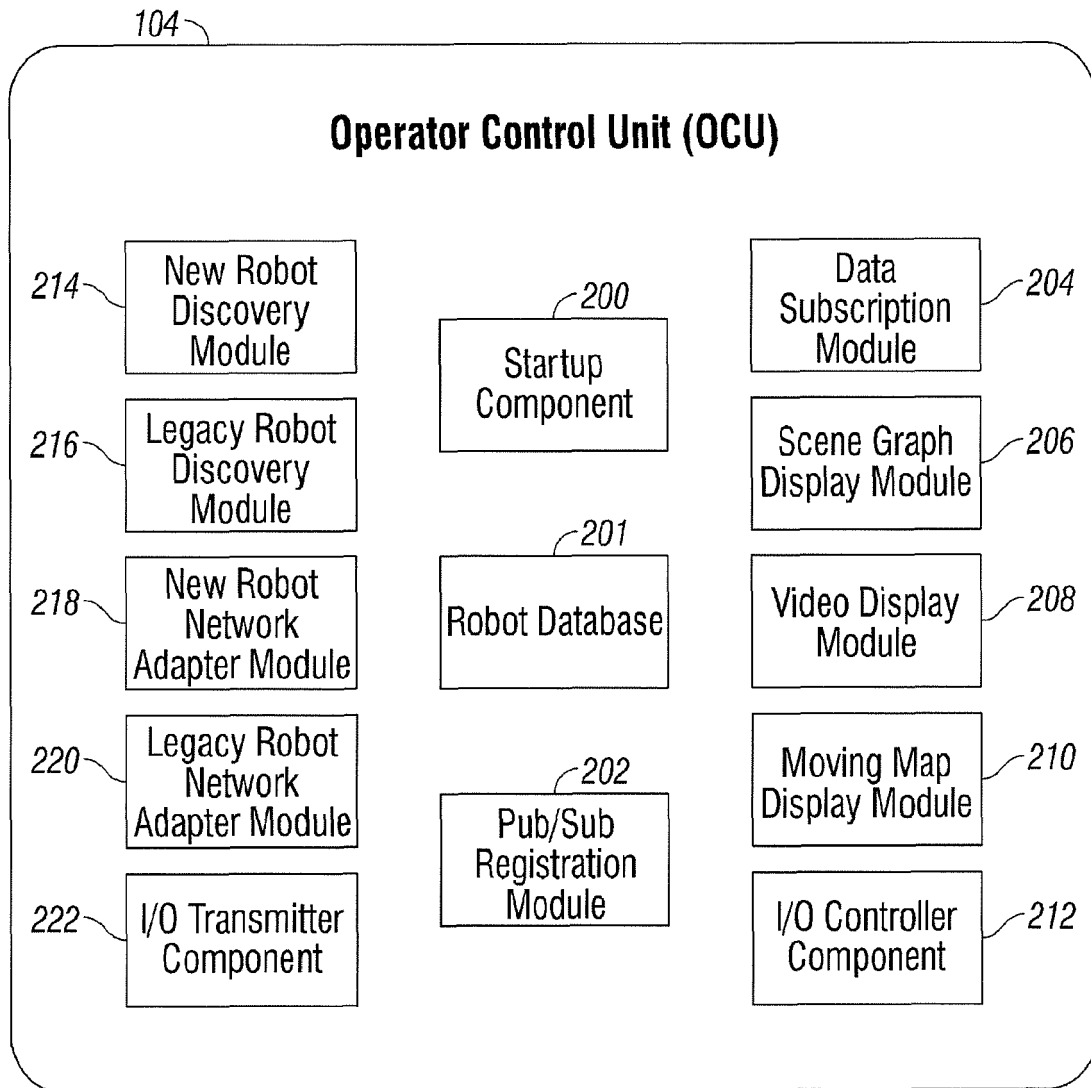 104
Operator Control Unit (OCU)
214
New Robot
Discovery
Module
216
Legacy Robot
Discovery
Module
218
New Robot
Network
Adapter Module
220
Legacy Robot
Network
Adapter Module
222
I/O Transmitter
Component
200
Startup
Component
201
Robot Database
202
Pub/Sub
Registration
Module
Data
Subscription
Module
204
Scene Graph
Display Module
206
Video Display
Module
208
Moving Map
Display Module
210
I/O Controller
Component
212